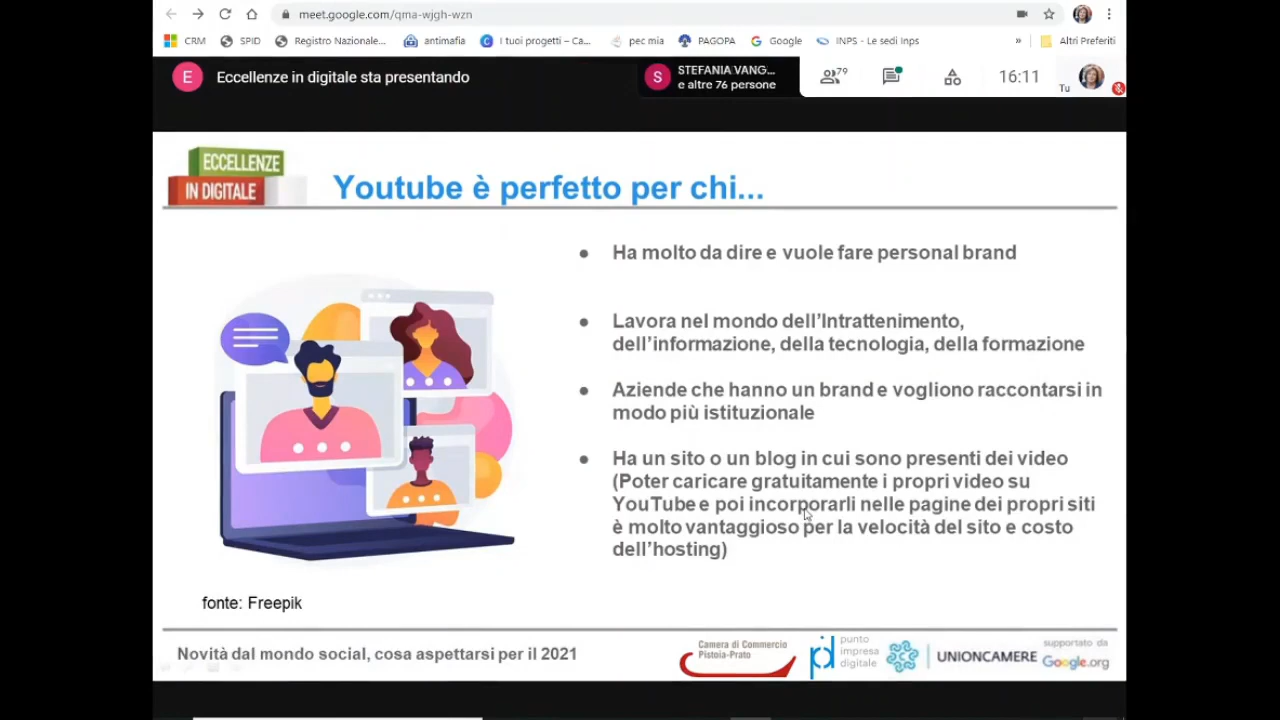 meet.google.com/qma-wjgh-wzn
CRM SPID Registro Nazionale... antimafia I tuoi progetti – Ca... pec mia PAGOPA Google INPS - Le sedi Inps » Altri Preferiti
E Eccellenze in digitale sta presentando
S STEFANIA VANG...
e altre 76 persone
79
16:11
Tu
ECCELLENZE
IN DIGITALE
Youtube è perfetto per chi...
● Ha molto da dire e vuole fare personal brand
● Lavora nel mondo dell'Intrattenimento,
dell'informazione, della tecnologia, della formazione
● Aziende che hanno un brand e vogliono raccontarsi in
modo più istituzionale
● Ha un sito o un blog in cui sono presenti dei video
(Poter caricare gratuitamente i propri video su
YouTube e poi incorporarli nelle pagine dei propri siti
è molto vantaggioso per la velocità del sito e costo
dell'hosting)
fonte: Freepik
Novità dal mondo social, cosa aspettarsi per il 2021
Camera di Commercio
Pistoia-Prato
pid
punto
impresa
digitale
UNIONCAMERE
supportato da
Google.org